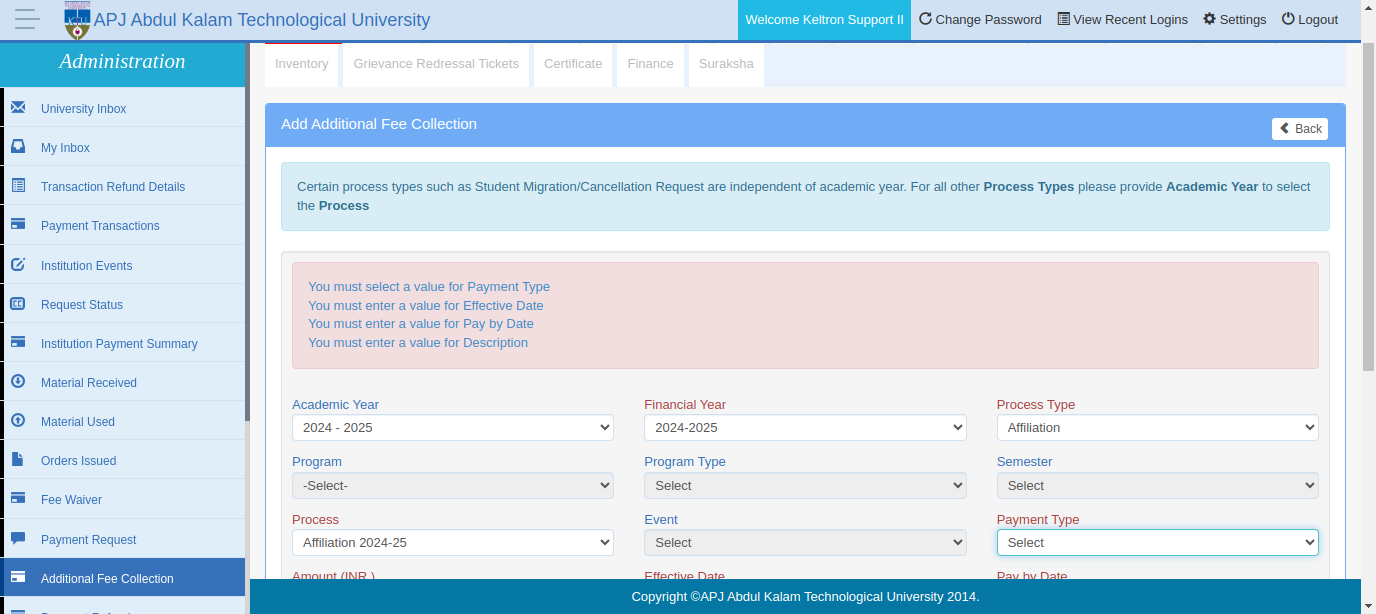 APJ Abdul Kalam Technological University
Welcome Keltron Support II
Change Password
View Recent Logins
Settings
Logout
Administration
University Inbox
My Inbox
Transaction Refund Details
Payment Transactions
Institution Events
Request Status
Institution Payment Summary
Material Received
Material Used
Orders Issued
Fee Waiver
Payment Request
Additional Fee Collection
Inventory
Grievance Redressal Tickets
Certificate
Finance
Suraksha
Add Additional Fee Collection
Back
Certain process types such as Student Migration/Cancellation Request are independent of academic year. For all other Process Types please provide Academic Year to select
the Process
You must select a value for Payment Type
You must enter a value for Effective Date
You must enter a value for Pay by Date
You must enter a value for Description
Academic Year
2024 - 2025
Financial Year
2024-2025
Process Type
Affiliation
Program
-Select-
Program Type
Select
Semester
Select
Process
Affiliation 2024-25
Event
Select
Payment Type
Select
Amount (INR )
Effective Date
Pay by Date
Copyright ©APJ Abdul Kalam Technological University 2014.